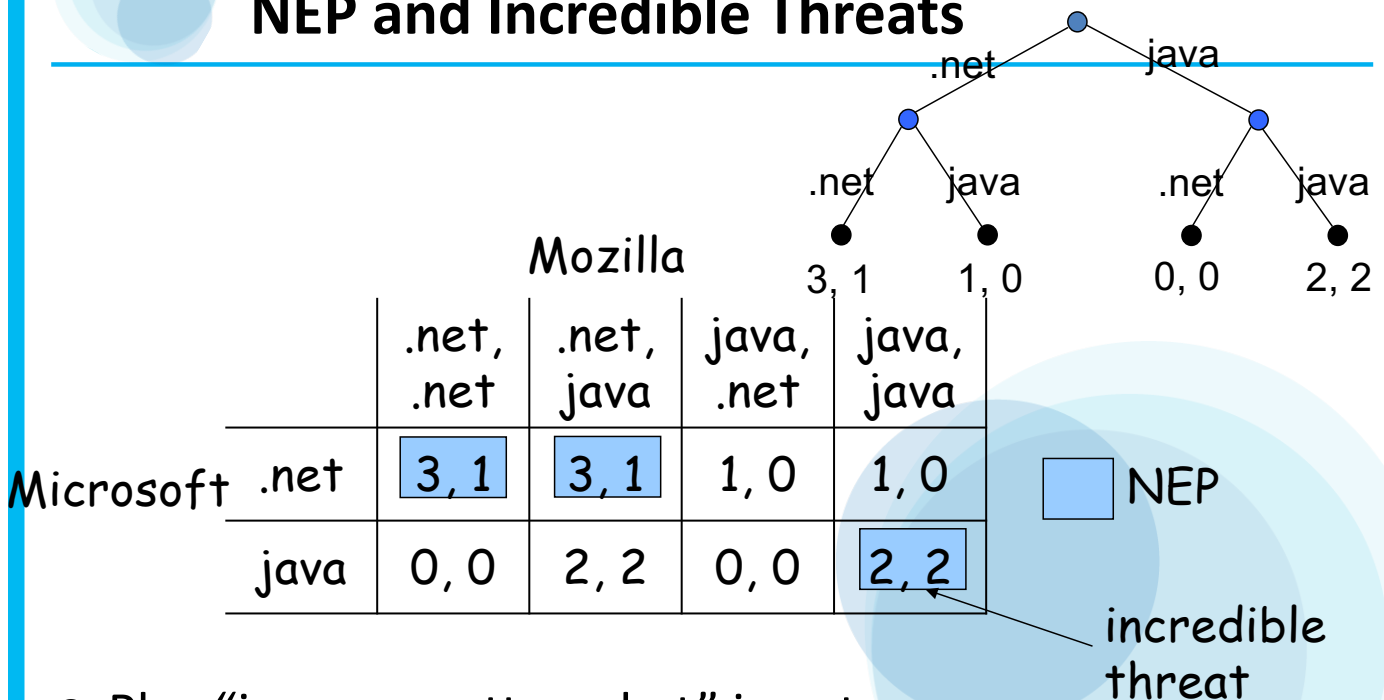 NEP and Incredible Threats
.net java
.net java .net java
3, 1 1, 0 0, 0 2, 2
Mozilla
.net, .net, java, java,
.net java .net java
Microsoft .net 3, 1 3, 1 1, 0 1, 0
java 0, 0 2, 2 0, 0 2, 2
NEP
incredible
threat